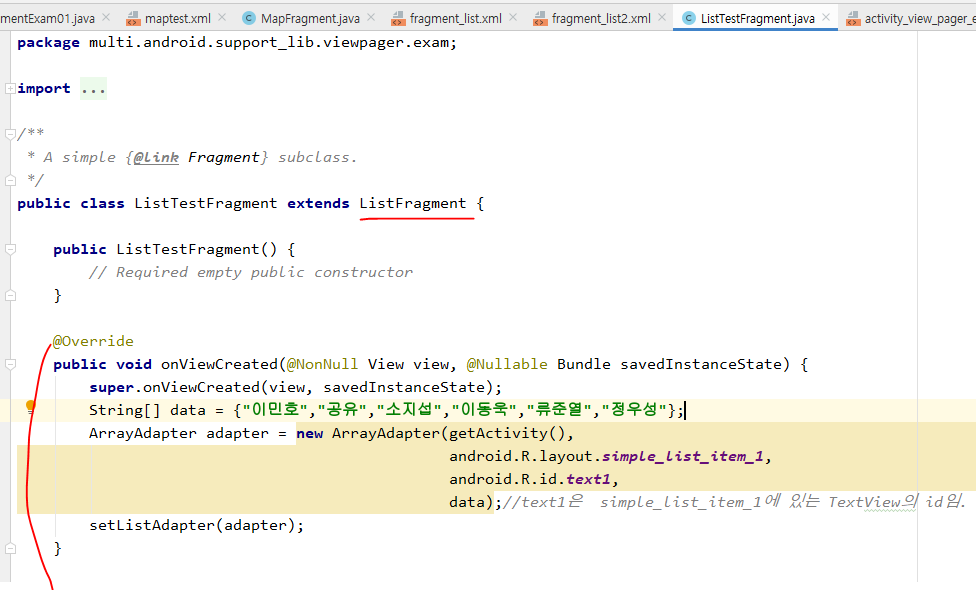 mentExam01.java × maptest.xml × MapFragment.java × fragment_list.xml × fragment_list2.xml × ListTestFragment.java × activity_view_pager_e
package multi.android.support_lib.viewpager.exam;
import ...
/**
* A simple {@link Fragment} subclass.
*/
public class ListTestFragment extends ListFragment {
public ListTestFragment() {
// Required empty public constructor
}
@Override
public void onViewCreated(@NonNull View view, @Nullable Bundle savedInstanceState) {
super.onViewCreated(view, savedInstanceState);
String[] data = {"이민호","공유","소지섭","이동욱","류준열","정우성"};
ArrayAdapter adapter = new ArrayAdapter(getActivity(),
android.R.layout.simple_list_item_1,
android.R.id.text1,
data);//text1은 simple_list_item_1에 있는 TextView의 id임.
setListAdapter(adapter);
}